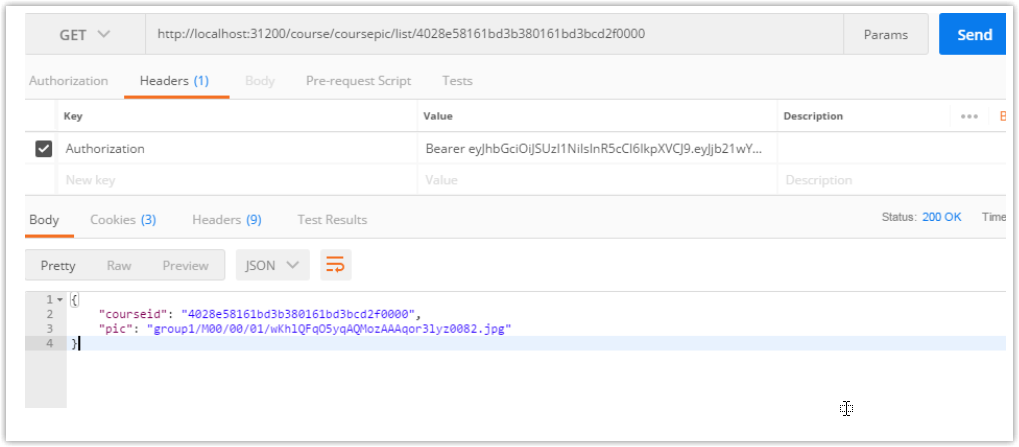 GET http://localhost:31200/course/coursepic/list/4028e58161bd3b380161bd3bcd2f0000 Params Send
Authorization Headers (1) Body Pre-request Script Tests
Key Value Description ••• B
Authorization Bearer eyJhbGciOiJSUzI1NiIsInR5cCI6IkpXVCJ9.eyJjb21wY...
New key Value Description
Body Cookies (3) Headers (9) Test Results Status: 200 OK Time
Pretty Raw Preview JSON
1 {
2 "courseid": "4028e58161bd3b380161bd3bcd2f0000",
3 "pic": "group1/M00/00/01/wKhlQFqO5yqAQMozAAAqor3lyz0082.jpg"
4 }